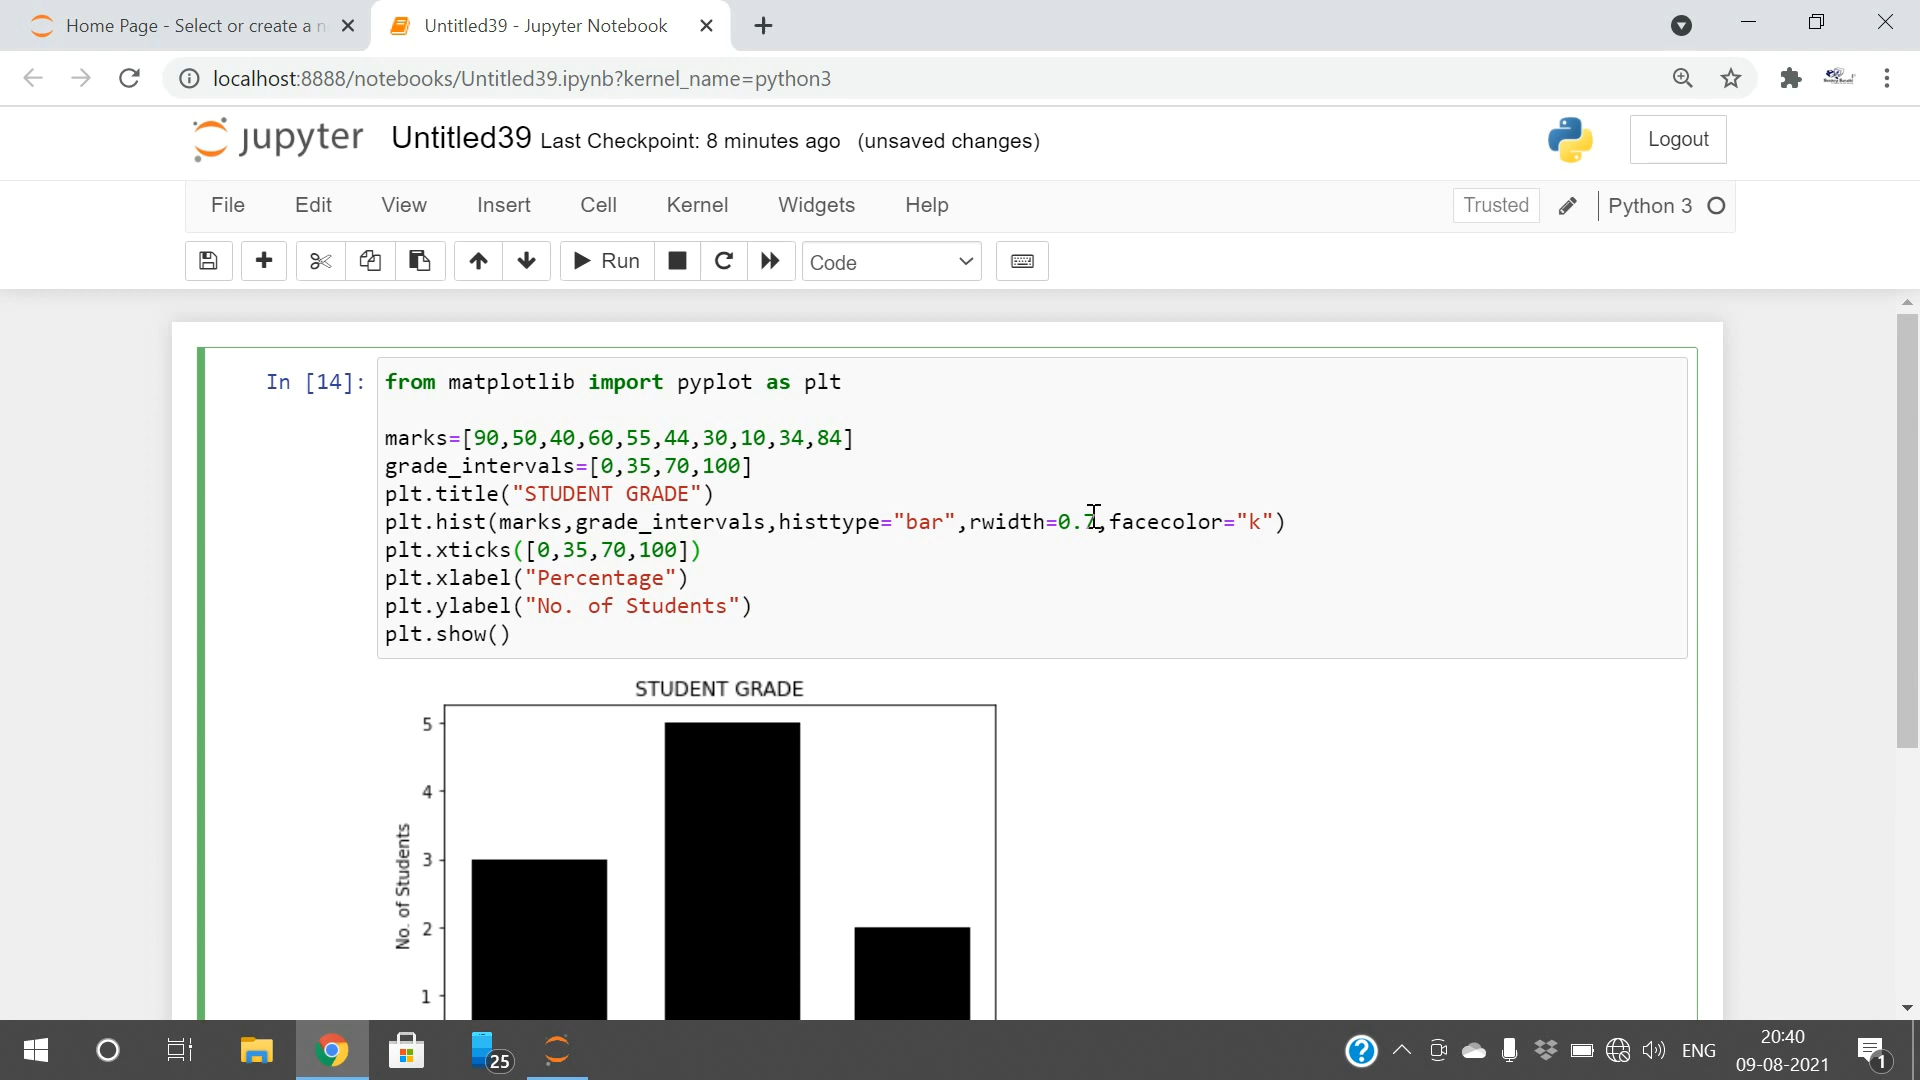 Home Page - Select or create a n
Untitled39 - Jupyter Notebook
localhost:8888/notebooks/Untitled39.ipynb?kernel_name=python3
jupyter Untitled39 Last Checkpoint: 8 minutes ago (unsaved changes)
Logout
File Edit View Insert Cell Kernel Widgets Help
Trusted
Python 3
Run
Code
In [14]:
from matplotlib import pyplot as plt
marks=[90,50,40,60,55,44,30,10,34,84]
grade_intervals=[0,35,70,100]
plt.title("STUDENT GRADE")
plt.hist(marks,grade_intervals,histtype="bar",rwidth=0.7,facecolor="k")
plt.xticks([0,35,70,100])
plt.xlabel("Percentage")
plt.ylabel("No. of Students")
plt.show()
STUDENT GRADE
5
4
3
2
1
No. of Students
25
ENG
20:40
09-08-2021
1